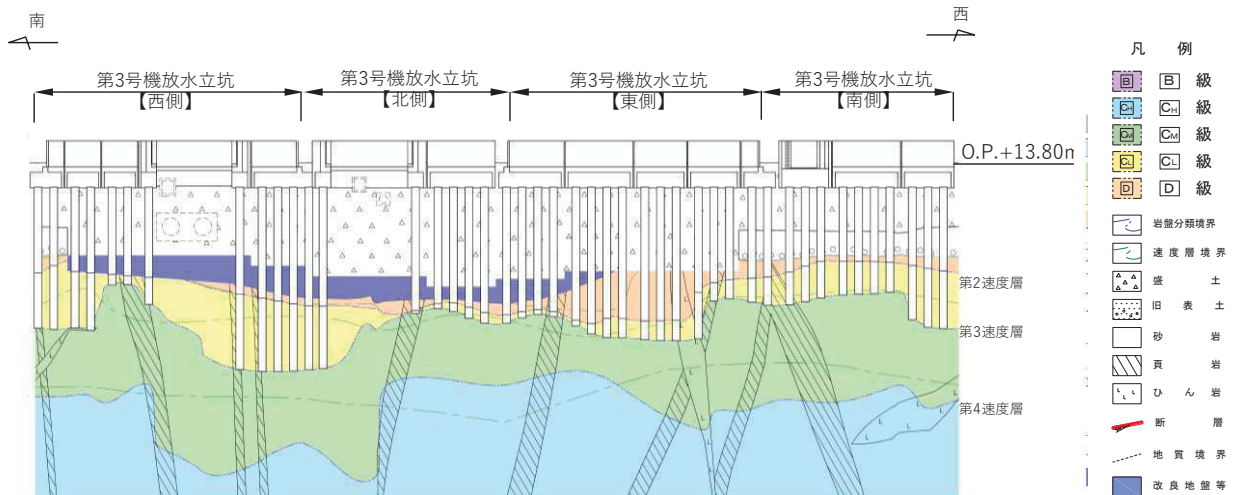 南
西
第3号機放水立坑
【西側】
第3号機放水立坑
【北側】
第3号機放水立坑
【東側】
第3号機放水立坑
【南側】
O.P.+13.80m
第2速度層
第3速度層
第4速度層
凡 例
B B 級
CH CH 級
CM CM 級
CL CL 級
D D 級
岩盤分類境界
速度層境界
盛 土
旧 表 土
砂 岩
頁 岩
ひ ん 岩
断 層
地 質 境 界
改 良 地 盤 等